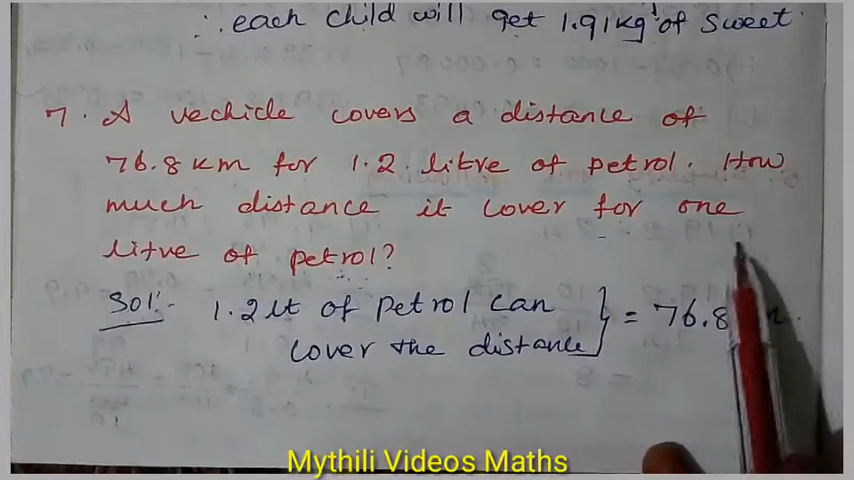 ∴ each child will get 1.91kg of sweet.
7. A vechicle covers a distance of
76.8 km for 1.2 litre of petrol. How
much distance it cover for one
litre of petrol?
Sol:- 1.2 lt of petrol can
cover the distance } = 76.8
Mythili Videos Maths